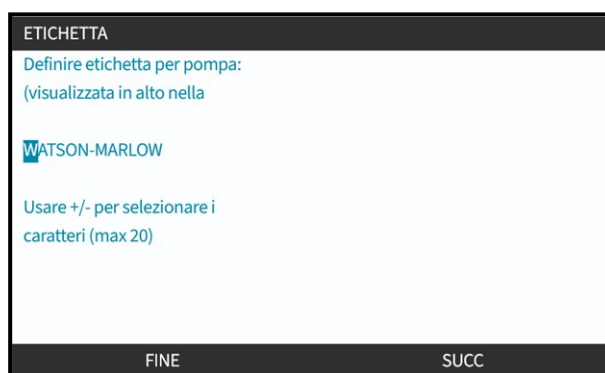 ETICHETTA
Definire etichetta per pompa:
(visualizzata in alto nella
WATSON-MARLOW
Usare +/- per selezionare i
caratteri (max 20)
FINE SUCC